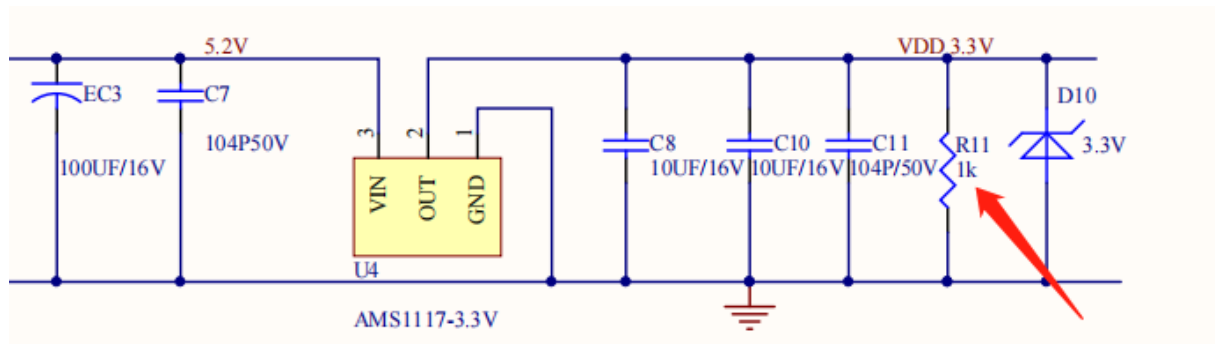 5.2V
VDD 3.3V
EC3
C7
D10
104P50V
3
2
1
C8
C10
C11
R11
3.3V
100UF/16V
10UF/16V
10UF/16V
104P/50V
1k
VIN
OUT
GND
U4
AMS1117-3.3V